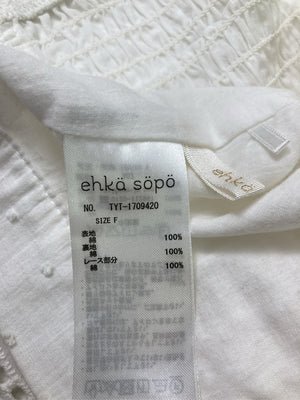 ehkä söpö
NO. TYT-1709420
SIZE F
表地
綿 100%
裏地
綿 100%
レース部分
綿 100%
ehkä